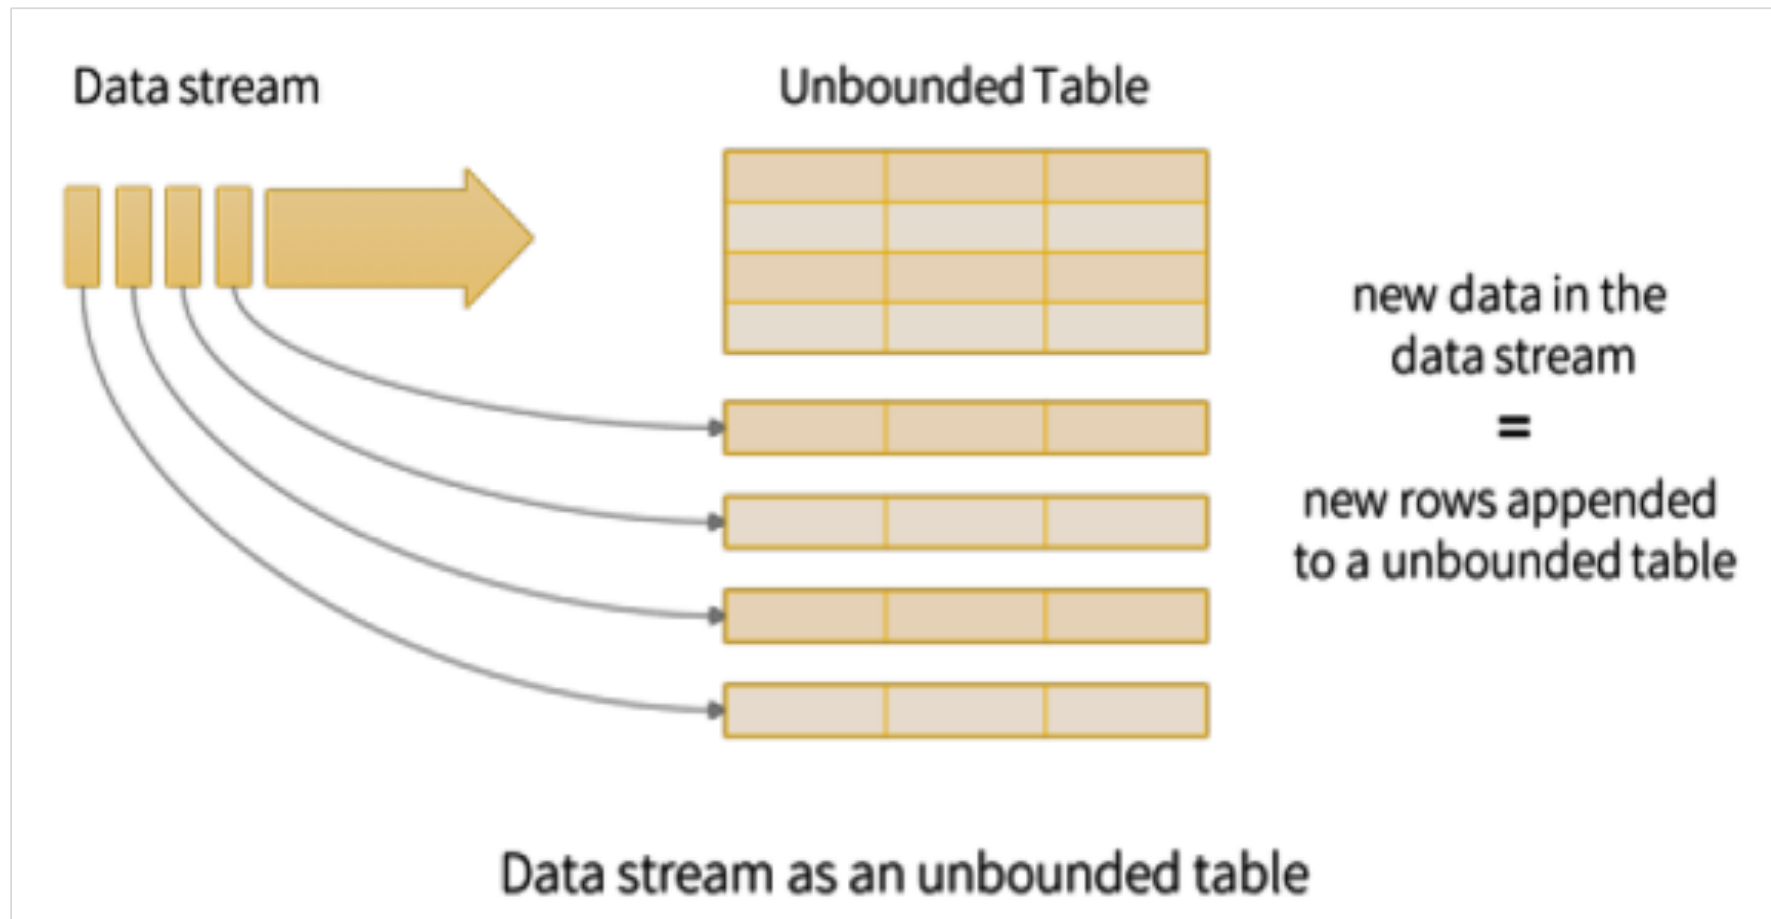 Data stream
Unbounded Table
new data in the
data stream
=
new rows appended
to a unbounded table
Data stream as an unbounded table